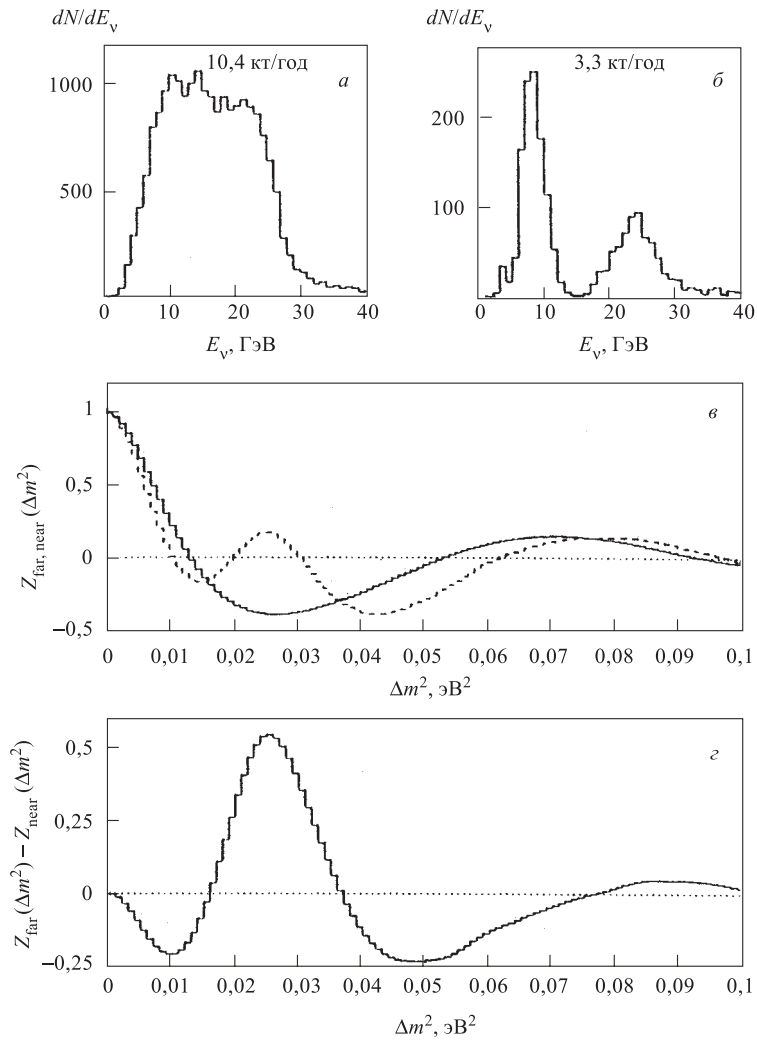 dN/dE_ν
10,4 кт/год
а
1000
500
10 20 30 40
E_ν, ГэВ
dN/dE_ν
3,3 кт/год
б
200
100
0 10 20 30 40
E_ν, ГэВ
в
1
0,5
0
−0,5
Z_far, near (Δm²)
0 0,01 0,02 0,03 0,04 0,05 0,06 0,07 0,08 0,09 0,1
Δm², эВ²
г
0,5
0,25
0
−0,25
Z_far(Δm²) − Z_near(Δm²)
0 0,01 0,02 0,03 0,04 0,05 0,06 0,07 0,08 0,09 0,1
Δm², эВ²